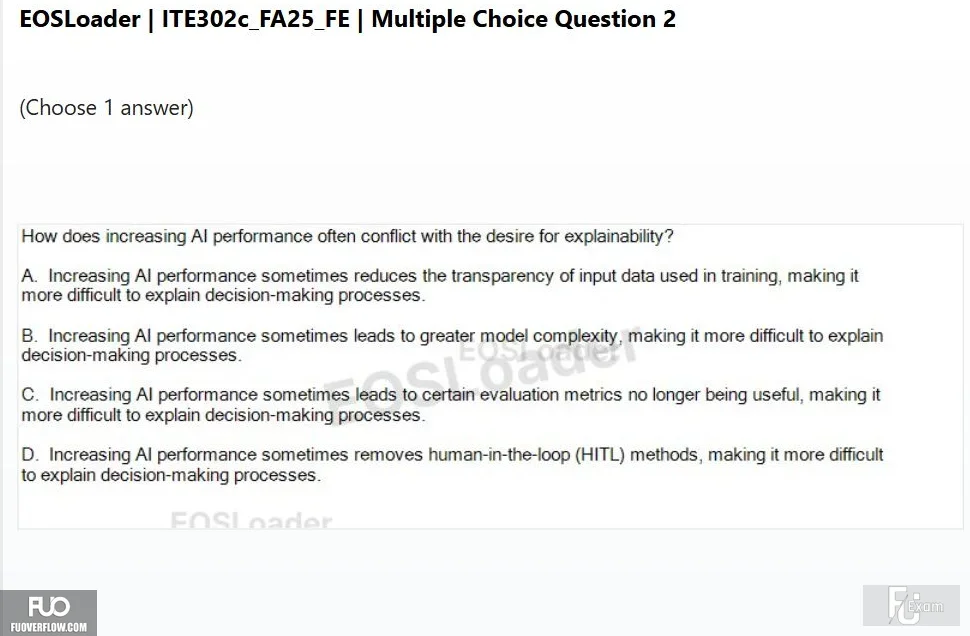 EOSLoader | ITE302c_FA25_FE | Multiple Choice Question 2
(Choose 1 answer)
How does increasing AI performance often conflict with the desire for explainability?
A. Increasing AI performance sometimes reduces the transparency of input data used in training, making it
more difficult to explain decision-making processes.
B. Increasing AI performance sometimes leads to greater model complexity, making it more difficult to explain
decision-making processes.
EOSLoader
EOSLoader
C. Increasing AI performance sometimes leads to certain evaluation metrics no longer being useful, making it
more difficult to explain decision-making processes.
D. Increasing AI performance sometimes removes human-in-the-loop (HITL) methods, making it more difficult
to explain decision-making processes.
EOSLoader
FUO
FUOVERFLOW.COM
Exam